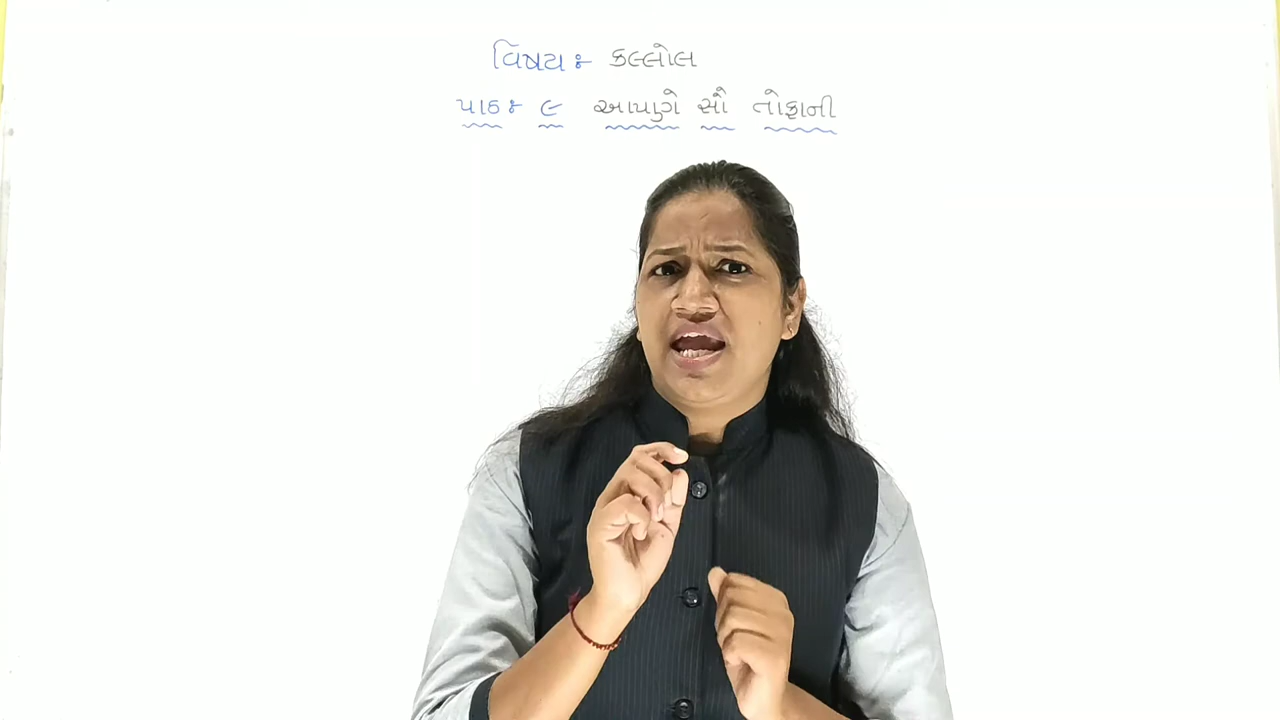 વિષય : કલ્લોલ
પાઠ : ૯ આપણે સૌ તોફાની